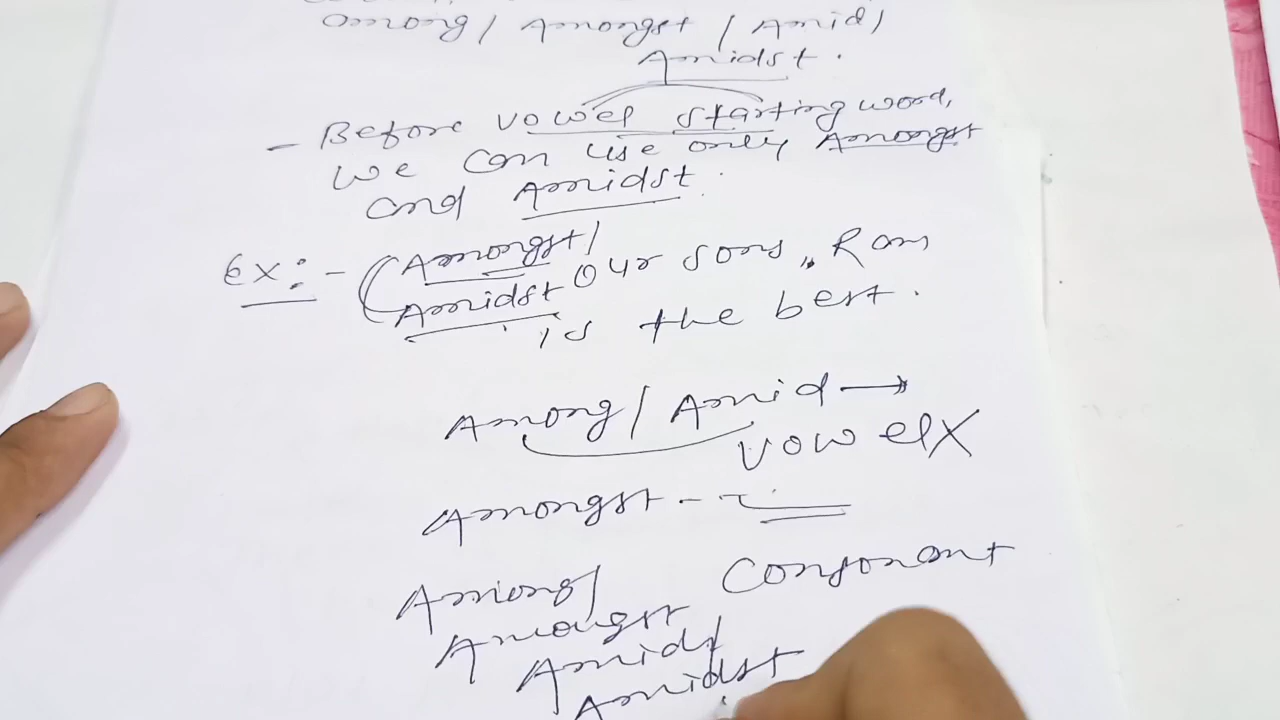 Among / Amongst / Amid /
Amidst.
- Before vowel starting word,
we can use only Amongst
and Amidst.
Ex:- (Amongst/
Amidst our sons, Ram
is the best.
Among / Amid →
vowel X
Amongst -
Among/ Consonant
Amongst
Amid/
Amidst